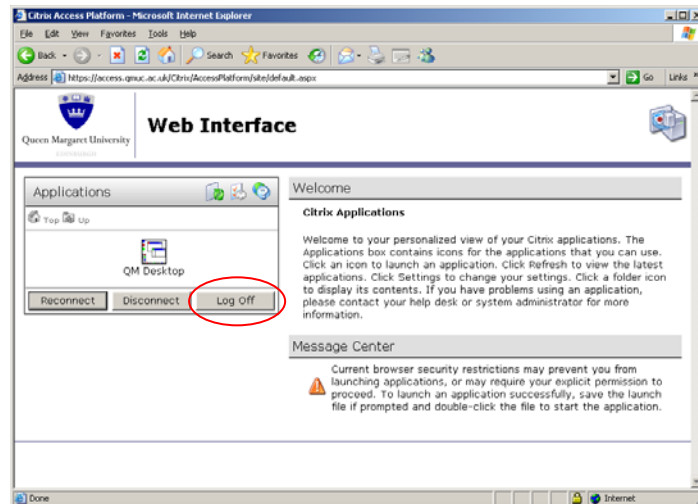 Citrix Access Platform - Microsoft Internet Explorer
File Edit View Favorites Tools Help
Back Search Favorites
Address https://access.qmuc.ac.uk/Citrix/AccessPlatform/site/default.aspx Go Links »
Queen Margaret University
Web Interface
Applications
Top Up
QM Desktop
Reconnect Disconnect Log Off
Welcome
Citrix Applications
Welcome to your personalized view of your Citrix applications. The
Applications box contains icons for the applications that you can use.
Click an icon to launch an application. Click Refresh to view the latest
applications. Click Settings to change your settings. Click a folder icon
to display its contents. If you have problems using an application,
please contact your help desk or system administrator for more
information.
Message Center
Current browser security restrictions may prevent you from
launching applications, or may require your explicit permission to
proceed. To launch an application successfully, save the launch
file if prompted and double-click the file to start the application.
Done Internet